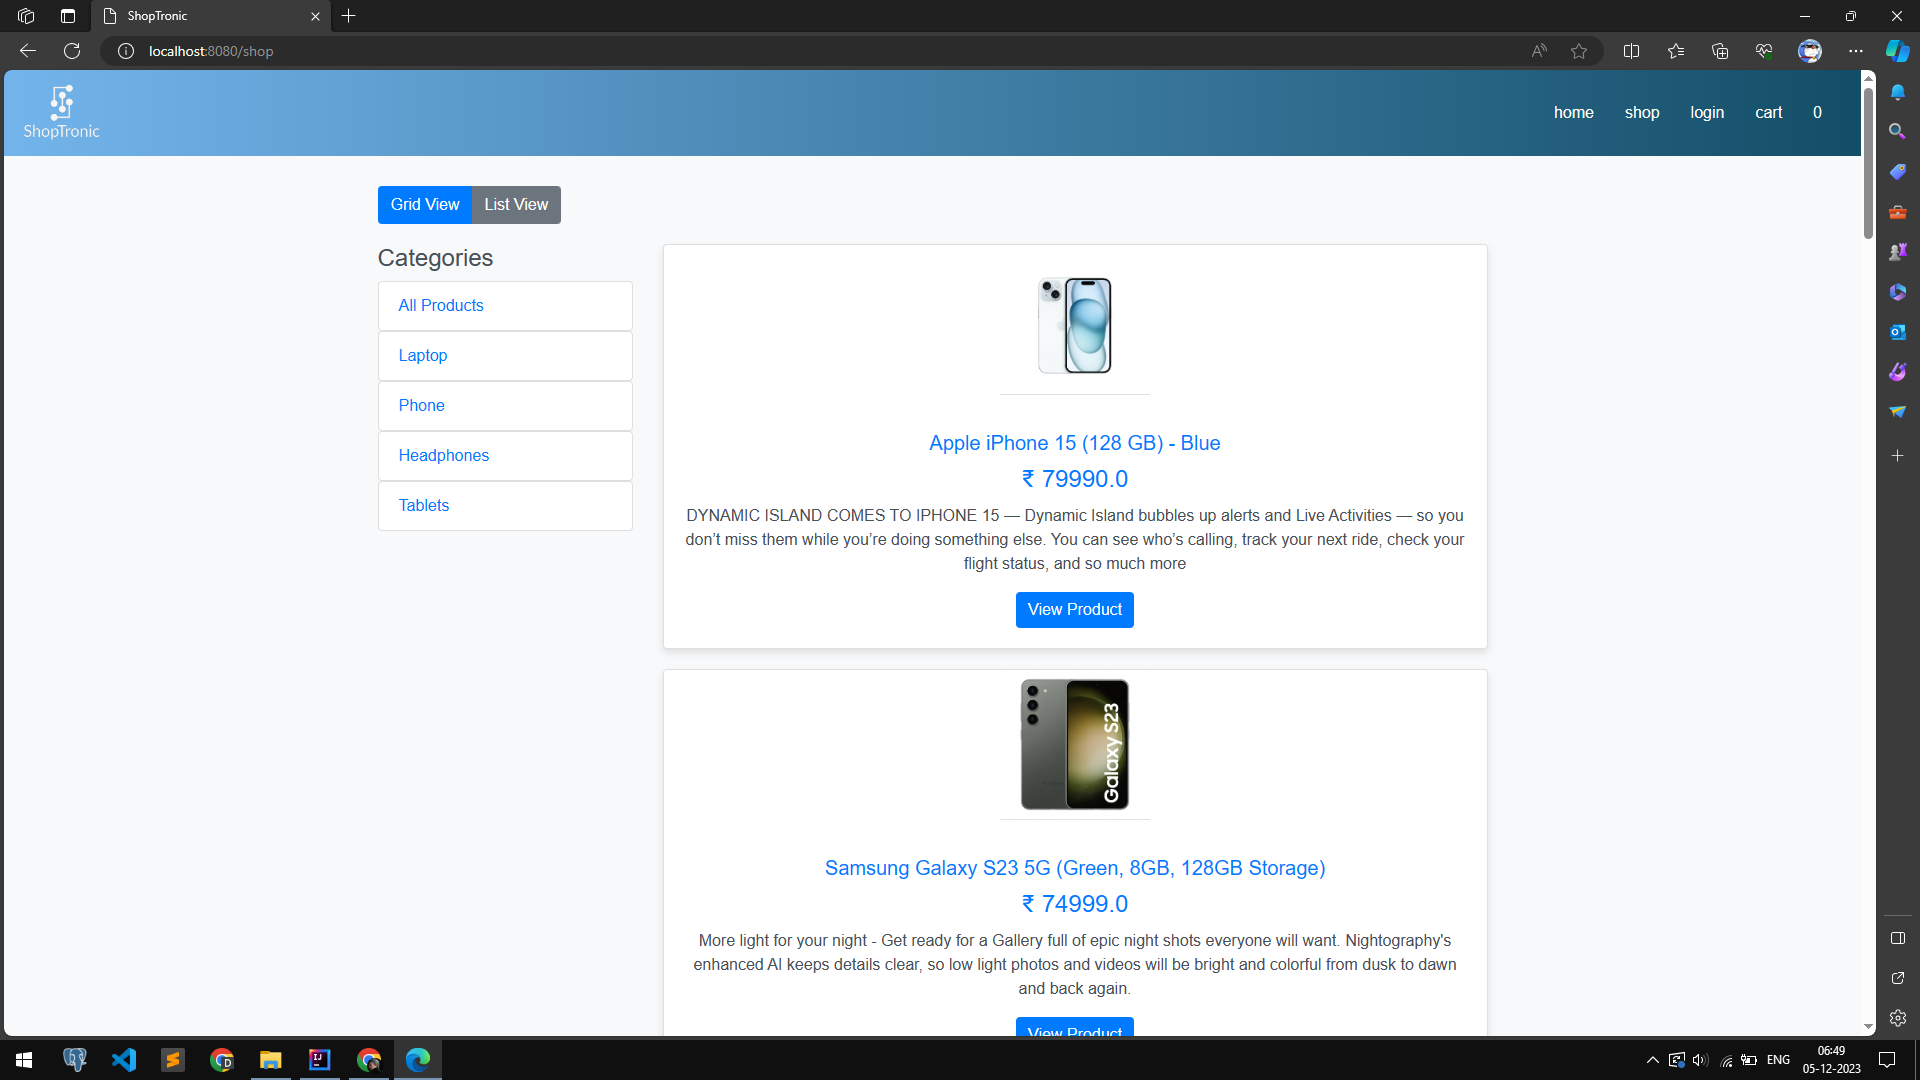 ShopTronic
localhost:8080/shop
ShopTronic
home shop login cart 0
Grid View List View
Categories
All Products
Laptop
Phone
Headphones
Tablets
Apple iPhone 15 (128 GB) - Blue
₹ 79990.0
DYNAMIC ISLAND COMES TO IPHONE 15 — Dynamic Island bubbles up alerts and Live Activities — so you
don’t miss them while you’re doing something else. You can see who’s calling, track your next ride, check your
flight status, and so much more
View Product
Galaxy S23
Samsung Galaxy S23 5G (Green, 8GB, 128GB Storage)
₹ 74999.0
More light for your night - Get ready for a Gallery full of epic night shots everyone will want. Nightography's
enhanced AI keeps details clear, so low light photos and videos will be bright and colorful from dusk to dawn
and back again.
View Product
ENG
06:49
05-12-2023